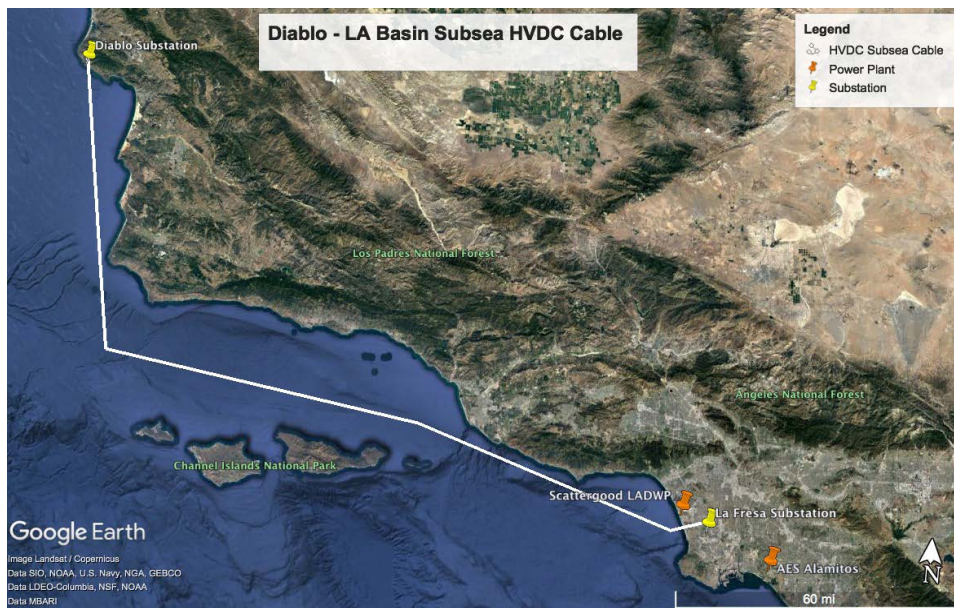 Diablo - LA Basin Subsea HVDC Cable
Legend
HVDC Subsea Cable
Power Plant
Substation
Diablo Substation
Los Padres National Forest
Angeles National Forest
Channel Islands National Park
Scattergood LADWP
La Fresa Substation
AES Alamitos
Google Earth
Image Landsat / Copernicus
Data SIO, NOAA, U.S. Navy, NGA, GEBCO
Data LDEO-Columbia, NSF, NOAA
Data MBARI
60 mi
N